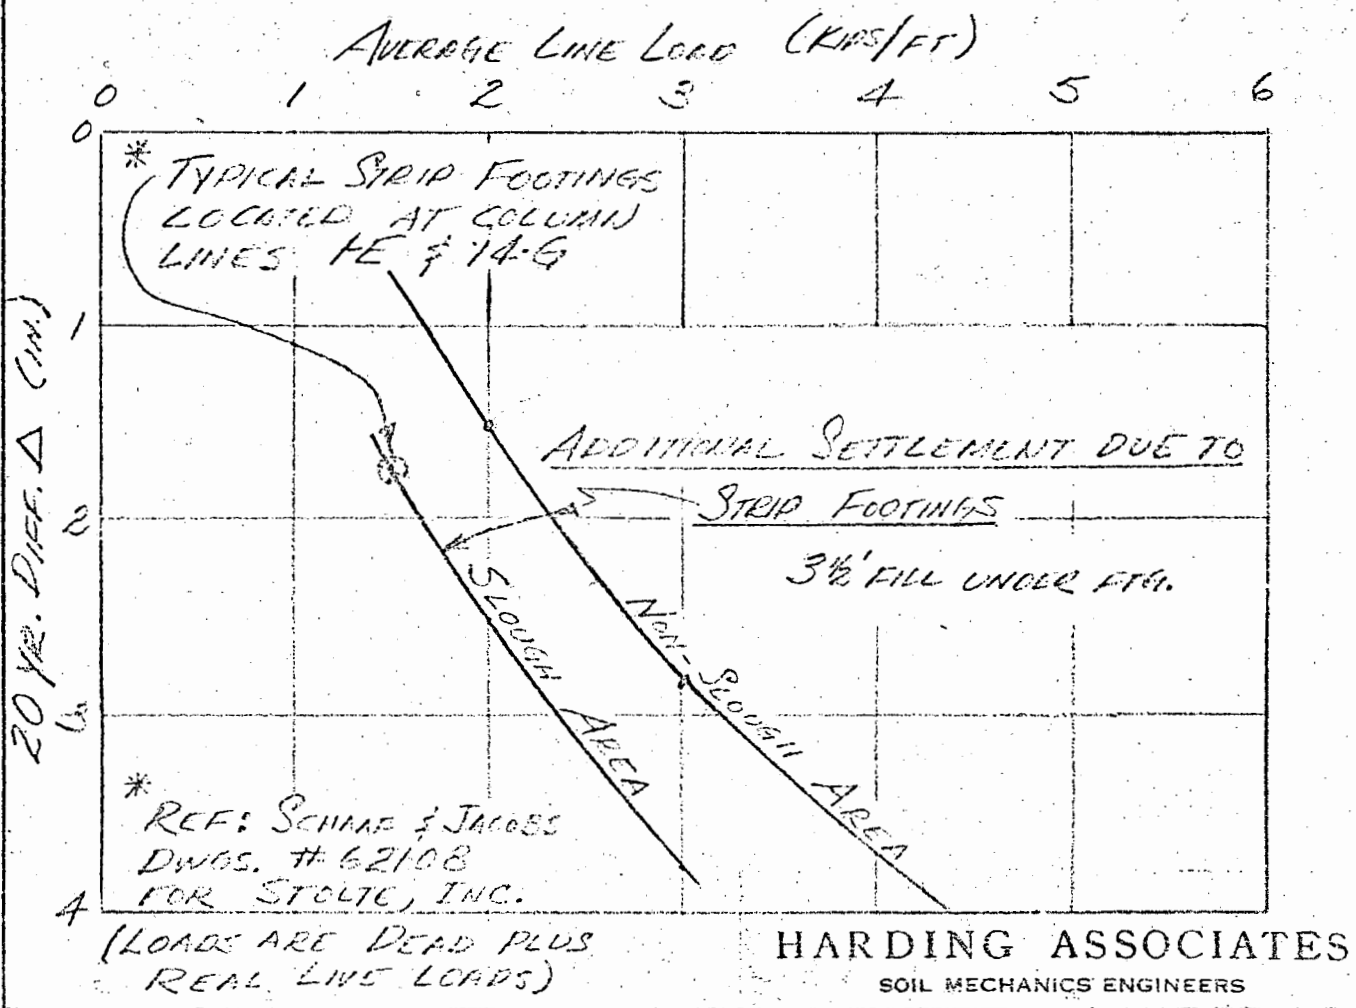 AVERAGE LINE LOAD (KIPS/FT)
0 1 2 3 4 5 6
0
* TYPICAL STRIP FOOTINGS
LOCATED AT COLUMN
LINES 1-E & 14-G
1
20 YR. DIFF. Δ (IN.)
ADDITIONAL SETTLEMENT DUE TO
STRIP FOOTINGS
2
3½' FILL UNDER FTG.
SLOUGH AREA
NON-SLOUGH AREA
3
* REF: SCHAAF & JACOBS
DWGS. # 62108
FOR STOLTE, INC.
4
(LOADS ARE DEAD PLUS
REAL LIVE LOADS)
HARDING ASSOCIATES
SOIL MECHANICS ENGINEERS